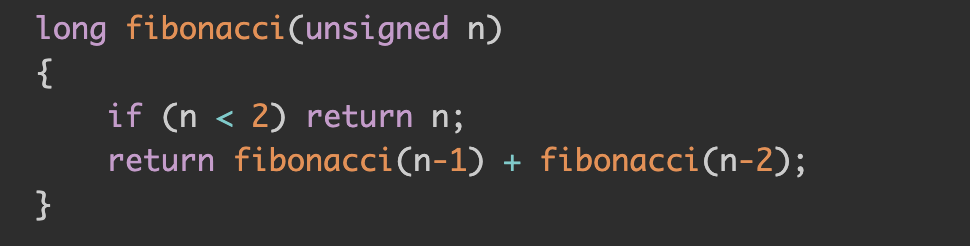 long fibonacci(unsigned n)
{
    if (n < 2) return n;
    return fibonacci(n-1) + fibonacci(n-2);
}